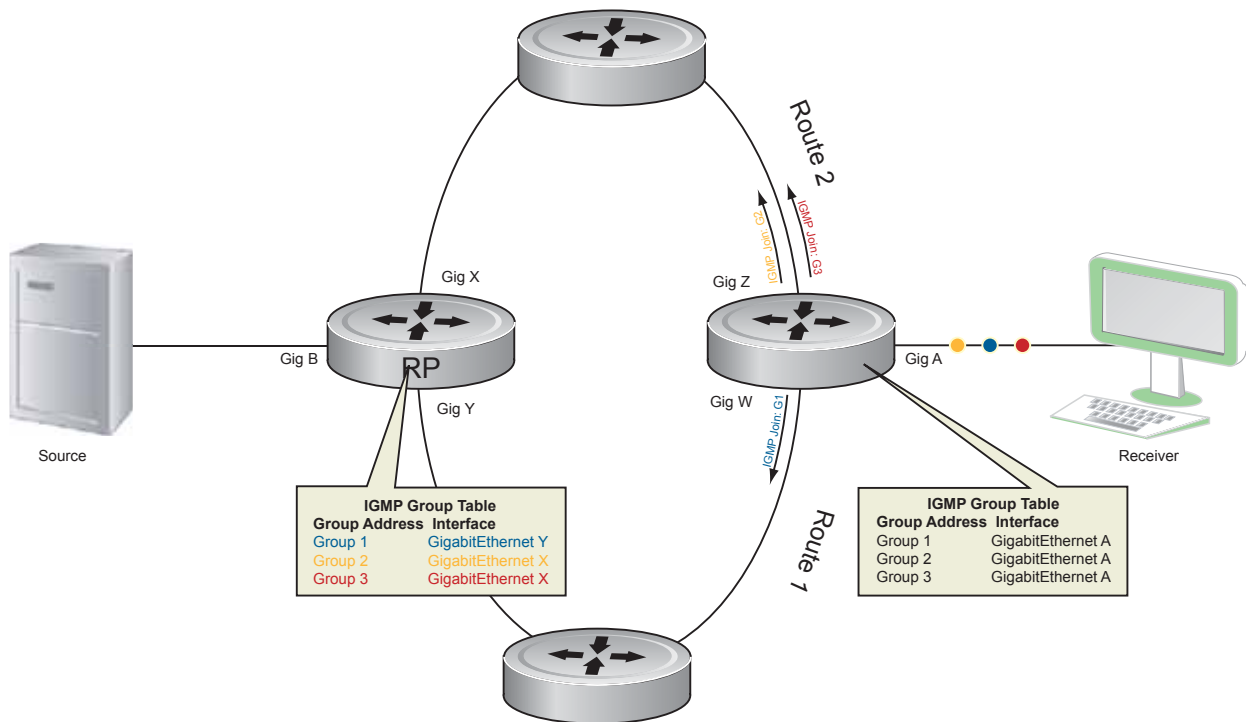 Route 2
IGMP Join: G2
IGMP Join: G3
Gig X
Gig Z
Gig B
RP
Gig A
Gig Y
Gig W
IGMP Join: G1
Source
Receiver
IGMP Group Table
Group Address Interface
Group 1 GigabitEthernet Y
Group 2 GigabitEthernet X
Group 3 GigabitEthernet X
Route 1
IGMP Group Table
Group Address Interface
Group 1 GigabitEthernet A
Group 2 GigabitEthernet A
Group 3 GigabitEthernet A